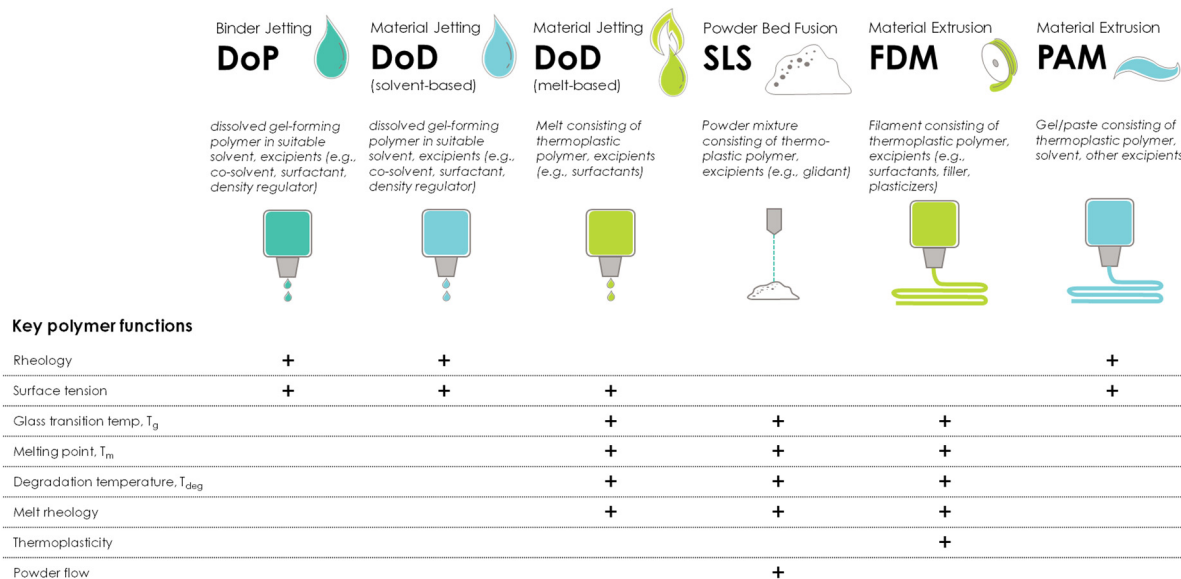 Binder Jetting
DoP
dissolved gel-forming
polymer in suitable
solvent, excipients (e.g.,
co-solvent, surfactant,
density regulator)
Material Jetting
DoD
(solvent-based)
dissolved gel-forming
polymer in suitable
solvent, excipients (e.g.,
co-solvent, surfactant,
density regulator)
Material Jetting
DoD
(melt-based)
Melt consisting of
thermoplastic
polymer, excipients
(e.g., surfactants)
Powder Bed Fusion
SLS
Powder mixture
consisting of thermo-
plastic polymer,
excipients (e.g., glidant)
Material Extrusion
FDM
Filament consisting of
thermoplastic polymer,
excipients (e.g.,
surfactants, filler,
plasticizers)
Material Extrusion
PAM
Gel/paste consisting of
thermoplastic polymer,
solvent, other excipients
Key polymer functions
Rheology + + +
Surface tension + + + +
Glass transition temp, Tg + + +
Melting point, Tm + + +
Degradation temperature, Tdeg + + +
Melt rheology + + +
Thermoplasticity +
Powder flow +